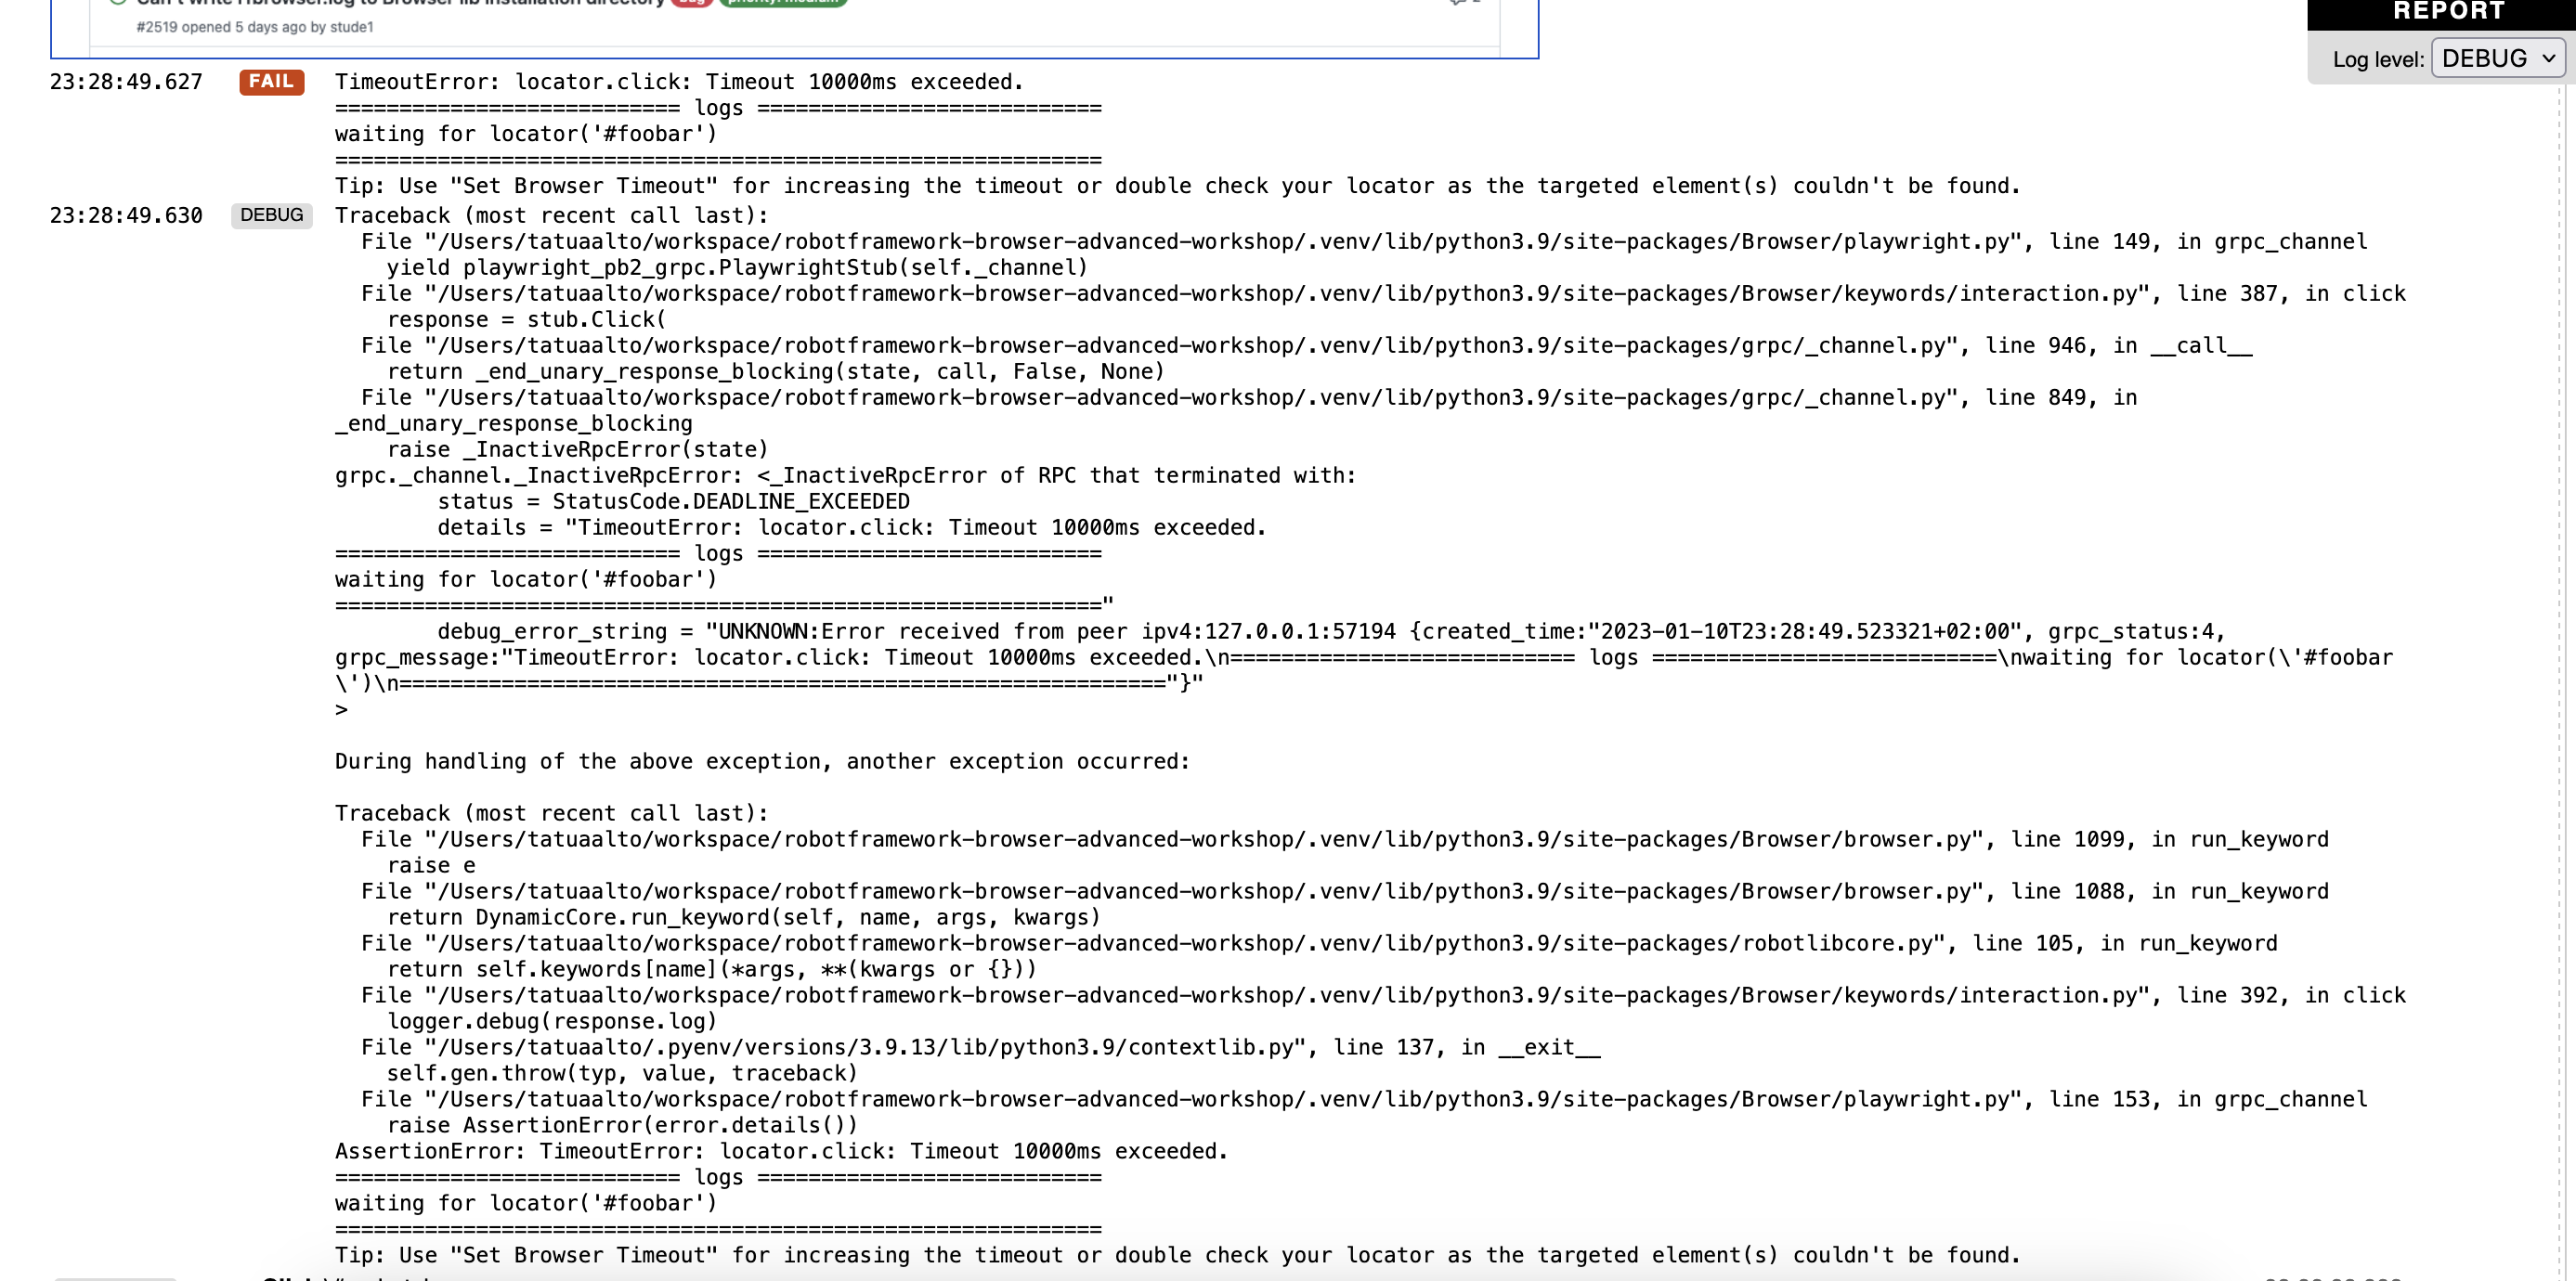 Can't write rfbrowser.log to Browser lib installation directory
#2519 opened 5 days ago by stude1
REPORT
Log level: DEBUG
23:28:49.627 FAIL TimeoutError: locator.click: Timeout 10000ms exceeded.
=========================== logs ===========================
waiting for locator('#foobar')
============================================================
Tip: Use "Set Browser Timeout" for increasing the timeout or double check your locator as the targeted element(s) couldn't be found.
23:28:49.630 DEBUG Traceback (most recent call last):
File "/Users/tatuaalto/workspace/robotframework-browser-advanced-workshop/.venv/lib/python3.9/site-packages/Browser/playwright.py", line 149, in grpc_channel
yield playwright_pb2_grpc.PlaywrightStub(self._channel)
File "/Users/tatuaalto/workspace/robotframework-browser-advanced-workshop/.venv/lib/python3.9/site-packages/Browser/keywords/interaction.py", line 387, in click
response = stub.Click(
File "/Users/tatuaalto/workspace/robotframework-browser-advanced-workshop/.venv/lib/python3.9/site-packages/grpc/_channel.py", line 946, in __call__
return _end_unary_response_blocking(state, call, False, None)
File "/Users/tatuaalto/workspace/robotframework-browser-advanced-workshop/.venv/lib/python3.9/site-packages/grpc/_channel.py", line 849, in
_end_unary_response_blocking
raise _InactiveRpcError(state)
grpc._channel._InactiveRpcError: <_InactiveRpcError of RPC that terminated with:
status = StatusCode.DEADLINE_EXCEEDED
details = "TimeoutError: locator.click: Timeout 10000ms exceeded.
=========================== logs ===========================
waiting for locator('#foobar')
============================================================"
debug_error_string = "UNKNOWN:Error received from peer ipv4:127.0.0.1:57194 {created_time:"2023-01-10T23:28:49.523321+02:00", grpc_status:4,
grpc_message:"TimeoutError: locator.click: Timeout 10000ms exceeded.\n=========================== logs ===========================\nwaiting for locator(\'#foobar
\')\n============================================================"}"
>
During handling of the above exception, another exception occurred:
Traceback (most recent call last):
File "/Users/tatuaalto/workspace/robotframework-browser-advanced-workshop/.venv/lib/python3.9/site-packages/Browser/browser.py", line 1099, in run_keyword
raise e
File "/Users/tatuaalto/workspace/robotframework-browser-advanced-workshop/.venv/lib/python3.9/site-packages/Browser/browser.py", line 1088, in run_keyword
return DynamicCore.run_keyword(self, name, args, kwargs)
File "/Users/tatuaalto/workspace/robotframework-browser-advanced-workshop/.venv/lib/python3.9/site-packages/robotlibcore.py", line 105, in run_keyword
return self.keywords[name](*args, **(kwargs or {}))
File "/Users/tatuaalto/workspace/robotframework-browser-advanced-workshop/.venv/lib/python3.9/site-packages/Browser/keywords/interaction.py", line 392, in click
logger.debug(response.log)
File "/Users/tatuaalto/.pyenv/versions/3.9.13/lib/python3.9/contextlib.py", line 137, in __exit__
self.gen.throw(typ, value, traceback)
File "/Users/tatuaalto/workspace/robotframework-browser-advanced-workshop/.venv/lib/python3.9/site-packages/Browser/playwright.py", line 153, in grpc_channel
raise AssertionError(error.details())
AssertionError: TimeoutError: locator.click: Timeout 10000ms exceeded.
=========================== logs ===========================
waiting for locator('#foobar')
============================================================
Tip: Use "Set Browser Timeout" for increasing the timeout or double check your locator as the targeted element(s) couldn't be found.